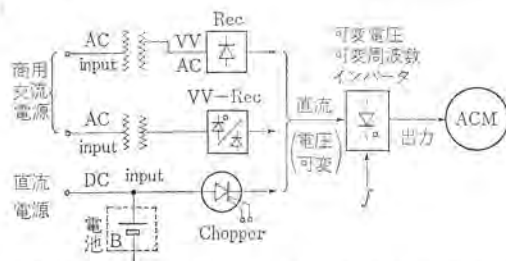 Rec
AC
input
VV
AC
商用
交流
電源
VV-Rec
AC
input
直流
電源
DC
input
電池
B
Chopper
直流
(電圧可変)
可変電圧
可変周波数
インバータ
f
出力
ACM